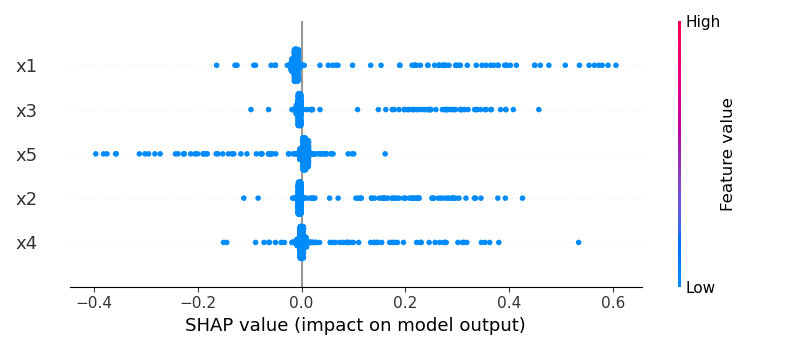 High
x1
x3
x5
x2
x4
Feature value
Low
−0.4 −0.2 0.0 0.2 0.4 0.6
SHAP value (impact on model output)